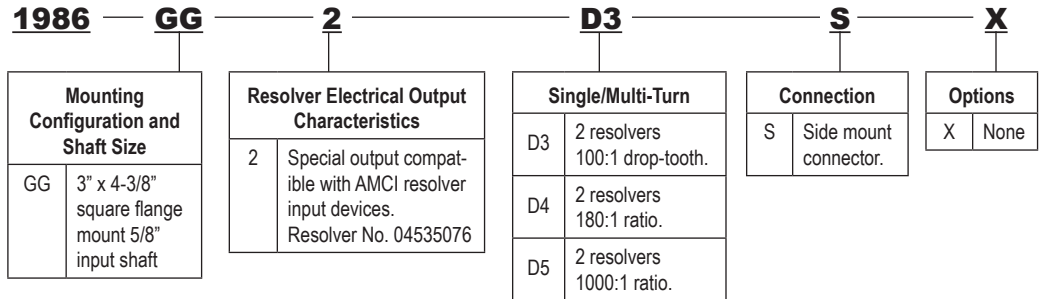 1986 GG 2 D3 S X
Mounting
Configuration and
Shaft Size
GG
3” x 4-3/8”
square flange
mount 5/8”
input shaft
Resolver Electrical Output
Characteristics
2
Special output compat-
ible with AMCI resolver
input devices.
Resolver No. 04535076
Single/Multi-Turn
D3
2 resolvers
100:1 drop-tooth.
D4
2 resolvers
180:1 ratio.
D5
2 resolvers
1000:1 ratio.
Connection
S
Side mount
connector.
Options
X
None